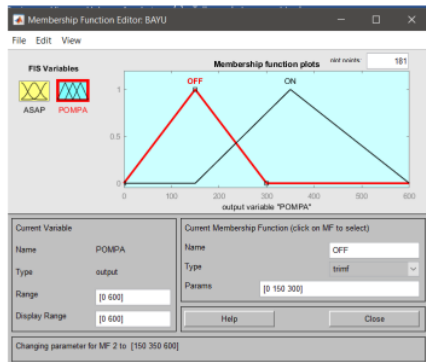 Membership Function Editor: BAYU
File Edit View
FIS Variables
ASAP
POMPA
Membership function plots
plot points:
181
OFF
ON
1
0.5
0
0 100 200 300 400 500 600
output variable "POMPA"
Current Variable
Name POMPA
Type output
Range [0 600]
Display Range [0 600]
Current Membership Function (click on MF to select)
Name OFF
Type trimf
Params [0 150 300]
Help Close
Changing parameter for MF 2 to [150 350 600]